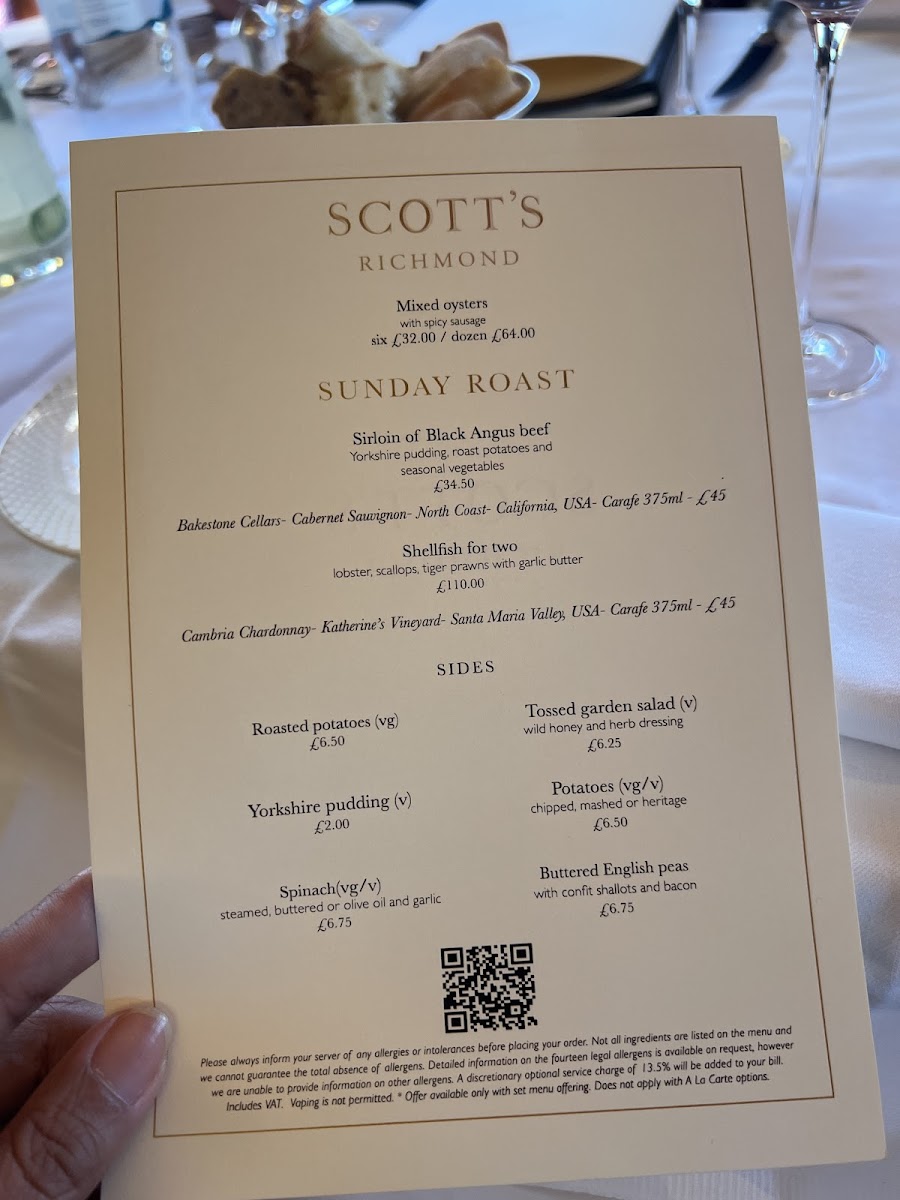 SCOTT'S
RICHMOND
Mixed oysters
with spicy sausage
six £32.00 / dozen £64.00
SUNDAY ROAST
Sirloin of Black Angus beef
Yorkshire pudding, roast potatoes and
seasonal vegetables
£34.50
Bakestone Cellars- Cabernet Sauvignon- North Coast- California, USA- Carafe 375ml - £45
Shellfish for two
lobster, scallops, tiger prawns with garlic butter
£110.00
Cambria Chardonnay- Katherine's Vineyard- Santa Maria Valley, USA- Carafe 375ml - £45
SIDES
Roasted potatoes (vg)
£6.50
Tossed garden salad (v)
wild honey and herb dressing
£6.25
Yorkshire pudding (v)
£2.00
Potatoes (vg/v)
chipped, mashed or heritage
£6.50
Spinach(vg/v)
steamed, buttered or olive oil and garlic
£6.75
Buttered English peas
with confit shallots and bacon
£6.75
Please always inform your server of any allergies or intolerances before placing your order. Not all ingredients are listed on the menu and
we cannot guarantee the total absence of allergens. Detailed information on the fourteen legal allergens is available on request, however
we are unable to provide information on other allergens. A discretionary optional service charge of 13.5% will be added to your bill.
Includes VAT. Vaping is not permitted. * Offer available only with set menu offering. Does not apply with A La Carte options.